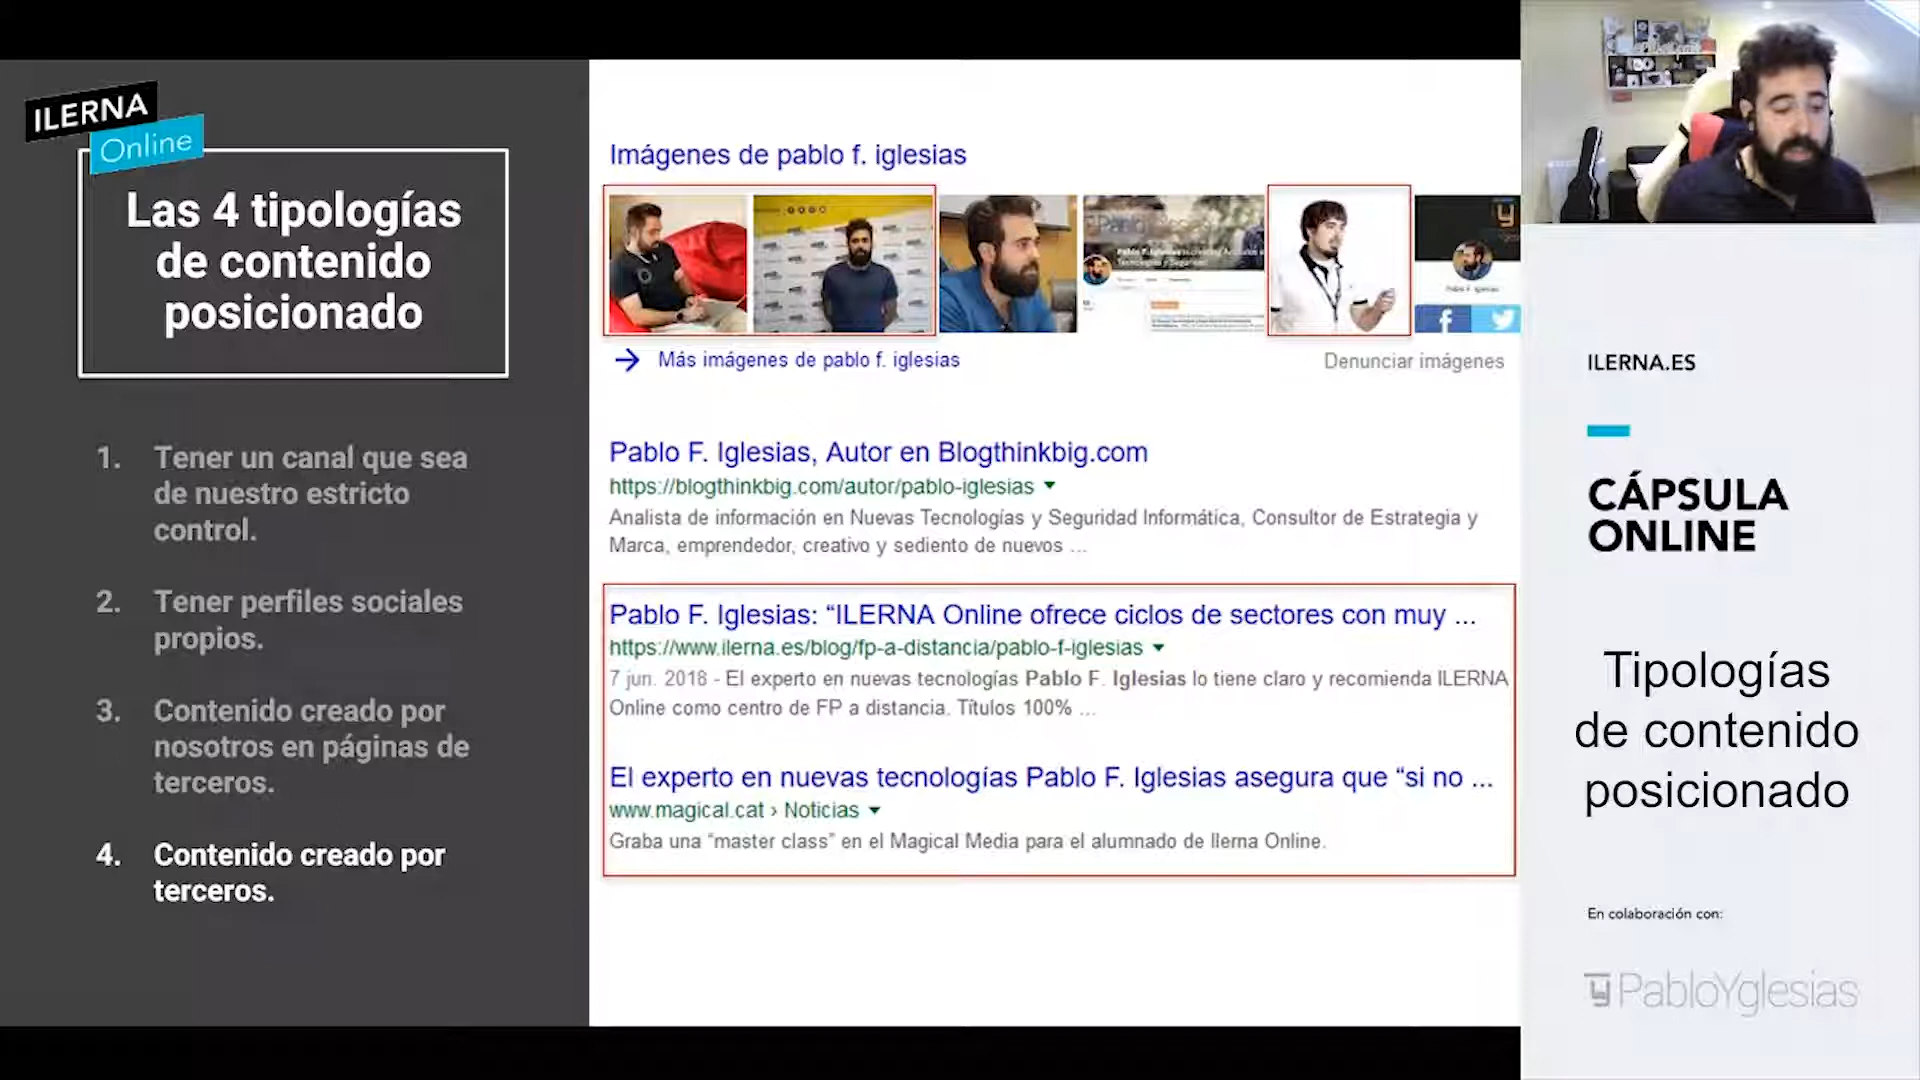 ILERNA
Online
Las 4 tipologías
de contenido
posicionado
1. Tener un canal que sea
de nuestro estricto
control.
2. Tener perfiles sociales
propios.
3. Contenido creado por
nosotros en páginas de
terceros.
4. Contenido creado por
terceros.
Imágenes de pablo f. iglesias
Más imágenes de pablo f. iglesias
Denunciar imágenes
Pablo F. Iglesias, Autor en Blogthinkbig.com
https://blogthinkbig.com/autor/pablo-iglesias
Analista de información en Nuevas Tecnologías y Seguridad Informática, Consultor de Estrategia y
Marca, emprendedor, creativo y sediento de nuevos ...
Pablo F. Iglesias: “ILERNA Online ofrece ciclos de sectores con muy ...
https://www.ilerna.es/blog/fp-a-distancia/pablo-f-iglesias
7 jun. 2018 - El experto en nuevas tecnologías Pablo F. Iglesias lo tiene claro y recomienda ILERNA
Online como centro de FP a distancia. Títulos 100% ...
El experto en nuevas tecnologías Pablo F. Iglesias asegura que “si no ...
www.magical.cat › Noticias
Graba una “master class” en el Magical Media para el alumnado de Ilerna Online.
ILERNA.ES
CÁPSULA
ONLINE
Tipologías
de contenido
posicionado
En colaboración con:
PabloYglesias